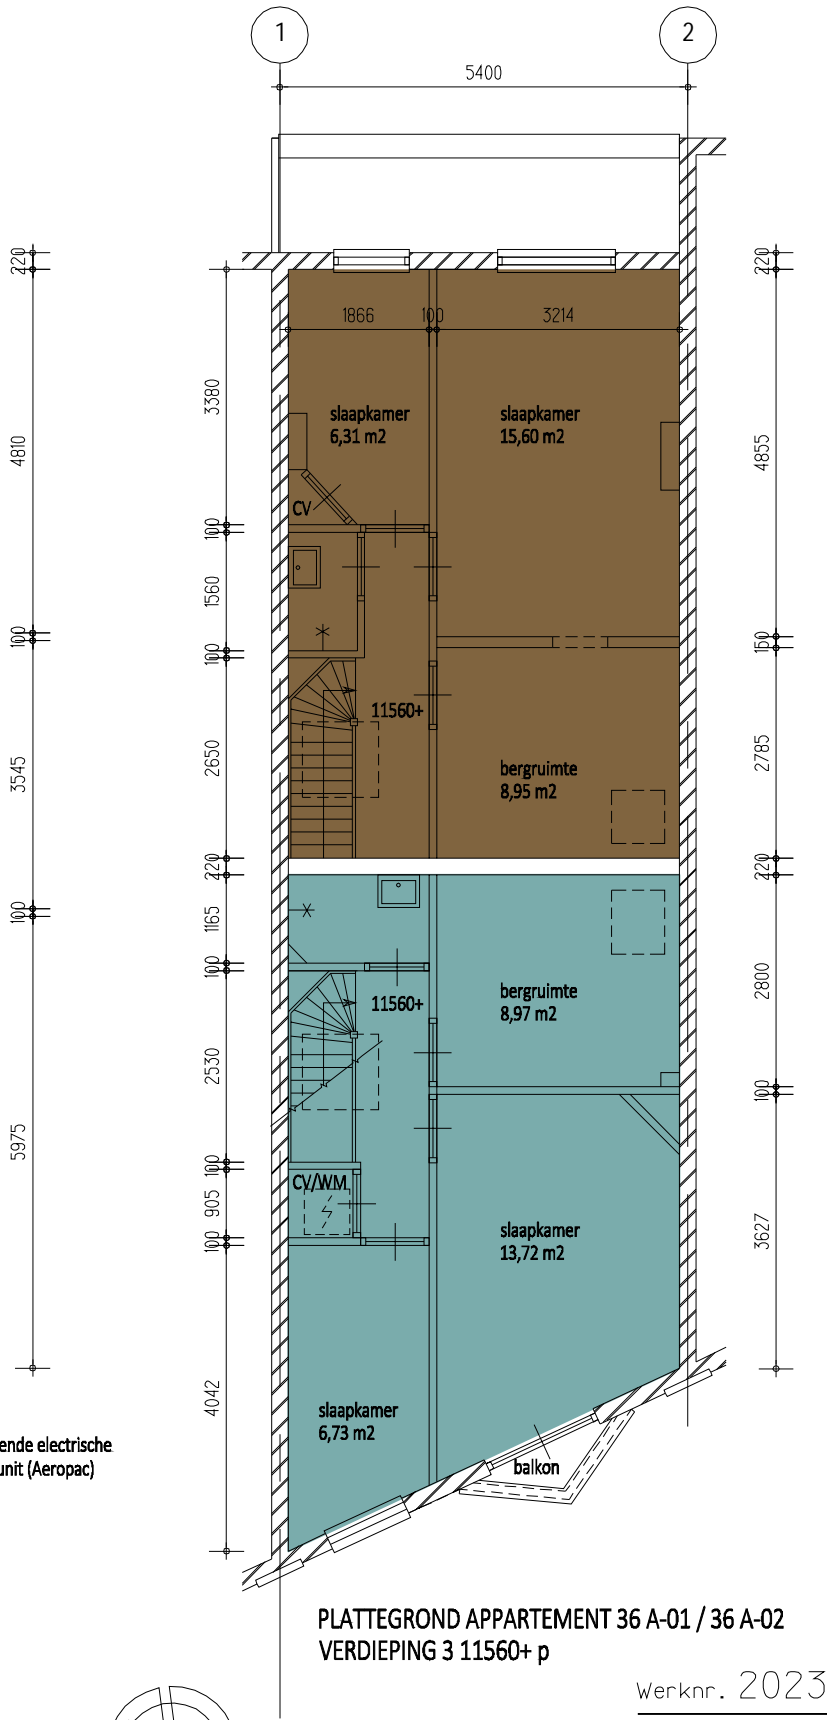 1
2
5400
220
220
1866
100
3214
3380
4810
4855
slaapkamer
6,31 m2
slaapkamer
15,60 m2
CV
100
1560
100
100
150
11560+
2650
3545
2785
bergruimte
8,95 m2
220
220
100
1165
100
2800
11560+
bergruimte
8,97 m2
2530
100
5975
100
CV/WM
905
100
slaapkamer
13,72 m2
3627
4042
slaapkamer
6,73 m2
ende electrische
unit (Aeropac)
balkon
PLATTEGROND APPARTEMENT 36 A-01 / 36 A-02
VERDIEPING 3 11560+ p
Werknr. 2023